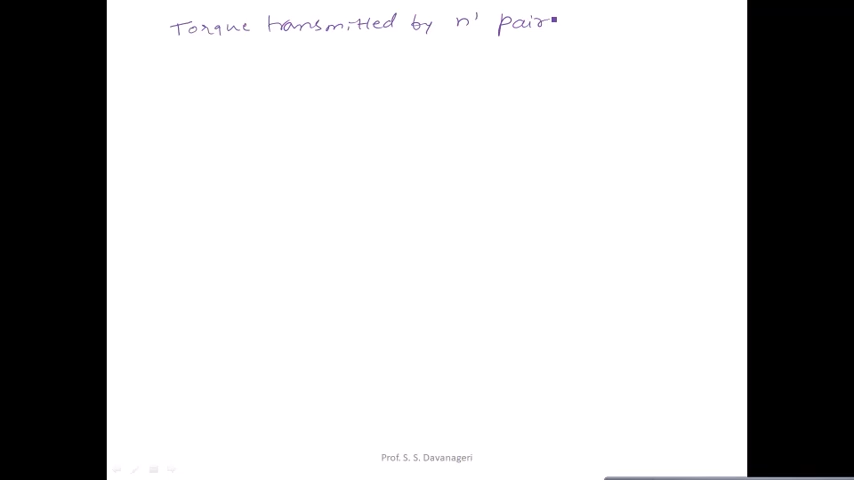 Torque transmitted by n' pair
Prof. S. S. Davanageri